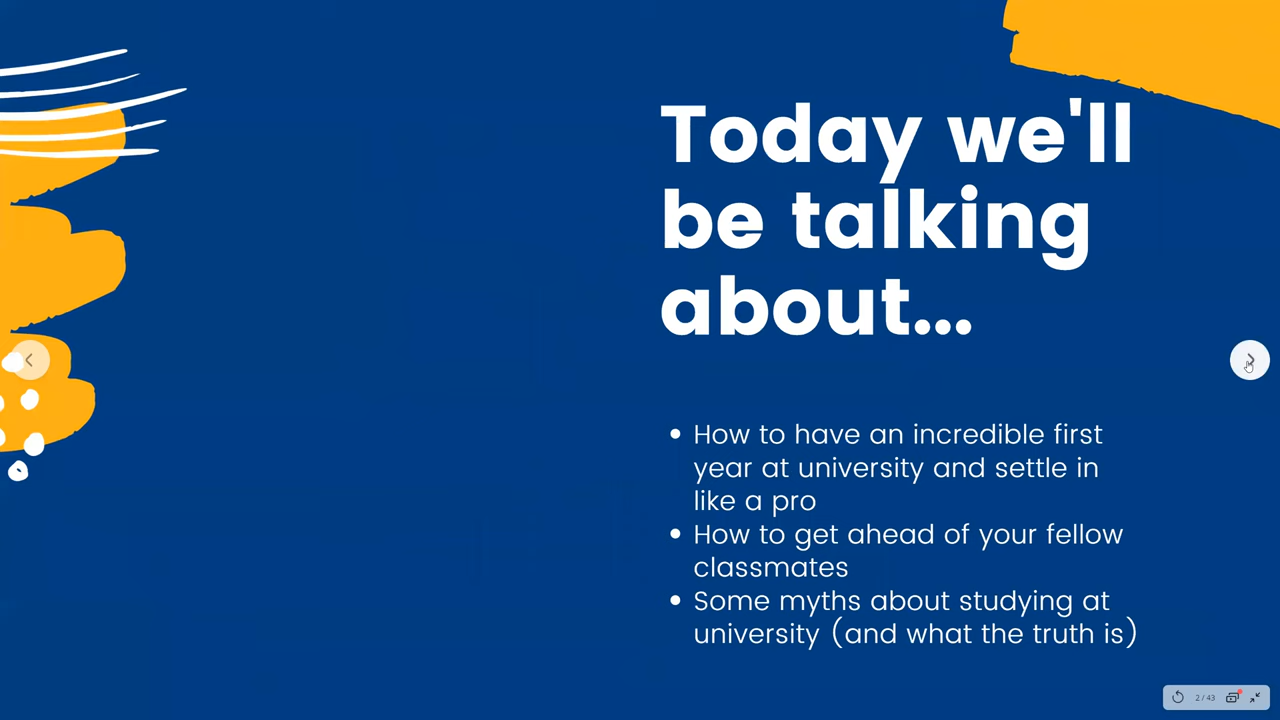 Today we'll
be talking
about...
• How to have an incredible first
year at university and settle in
like a pro
• How to get ahead of your fellow
classmates
• Some myths about studying at
university (and what the truth is)
2 / 43